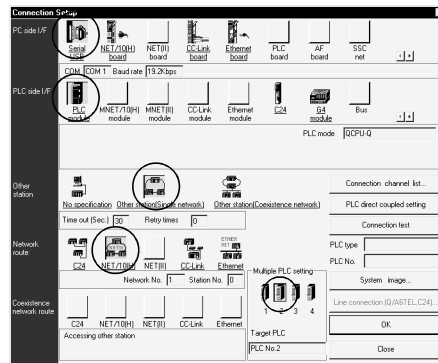 Connection Setup
PC side I/F
Serial USB
NET/10(H) board
NET(II) board
CC-Link board
Ethernet board
PLC board
AF board
SSC net
COM COM 1 Baud rate 19.2Kbps
PLC side I/F
PLC module
MNET/10(H) module
MNET(II) module
CC-Link module
Ethernet module
C24
G4 module
Bus
PLC mode QCPU-Q
Other station
No specification
Other station(Single network)
Other station(Coexistence network)
Time out (Sec.) 30 Retry times 0
Network route
C24
NET/10(H)
NET(II)
CC-Link
Ethernet
Network No. 1 Station No. 0
Coexistence network route
C24
NET/10(H)
NET(II)
CC-Link
Ethernet
Accessing other station
Multiple PLC setting
1 2 3 4
Target PLC
PLC No.2
Connection channel list...
PLC direct coupled setting
Connection test
PLC type
PLC No.
System image...
Line connection (Q/A6TEL,C24)...
OK
Close